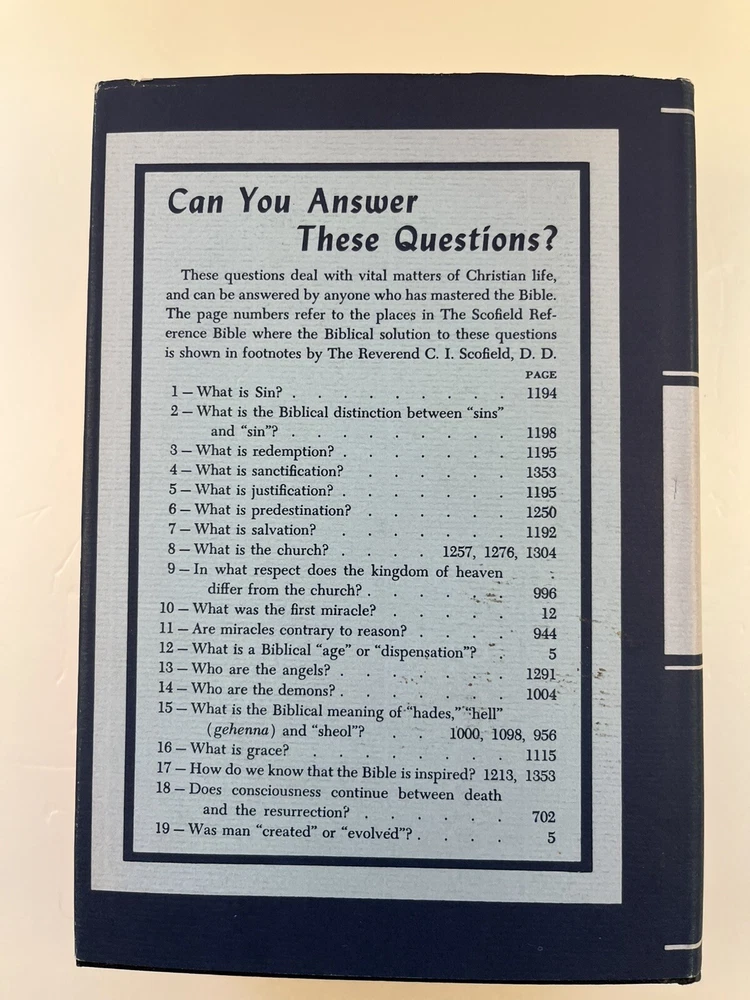 Can You Answer
These Questions?
These questions deal with vital matters of Christian life,
and can be answered by anyone who has mastered the Bible.
The page numbers refer to the places in The Scofield Ref-
erence Bible where the Biblical solution to these questions
is shown in footnotes by The Reverend C. I. Scofield, D. D.
PAGE
1 — What is Sin? . . . . . . . . . 1194
2 — What is the Biblical distinction between “sins”
and “sin”? . . . . . . . . 1198
3 — What is redemption? . . . . . . . 1195
4 — What is sanctification? . . . . . . 1353
5 — What is justification? . . . . . . . 1195
6 — What is predestination? . . . . . . 1250
7 — What is salvation? . . . . . . . 1192
8 — What is the church? . . . . 1257, 1276, 1304
9 — In what respect does the kingdom of heaven
differ from the church? . . . . . . 996
10 — What was the first miracle? . . . . . 12
11 — Are miracles contrary to reason? . . . . 944
12 — What is a Biblical “age” or “dispensation”? . 5
13 — Who are the angels? . . . . . . . 1291
14 — Who are the demons? . . . . . . . 1004
15 — What is the Biblical meaning of “hades,” “hell”
(gehenna) and “sheol”? . . 1000, 1098, 956
16 — What is grace? . . . . . . . . 1115
17 — How do we know that the Bible is inspired? 1213, 1353
18 — Does consciousness continue between death
and the resurrection? . . . . . . 702
19 — Was man “created” or “evolved”? . . . . 5